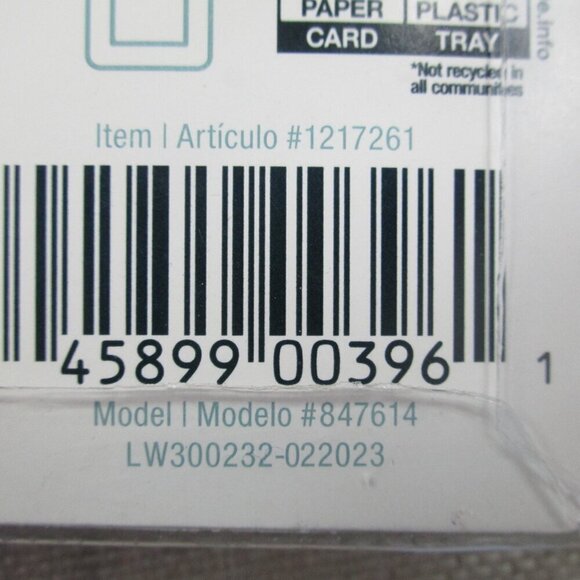 PAPER PLASTIC
CARD TRAY
*Not recycled in
all communities
e.info
Item | Artículo #1217261
45899 00396 1
Model | Modelo #847614
LW300232-022023